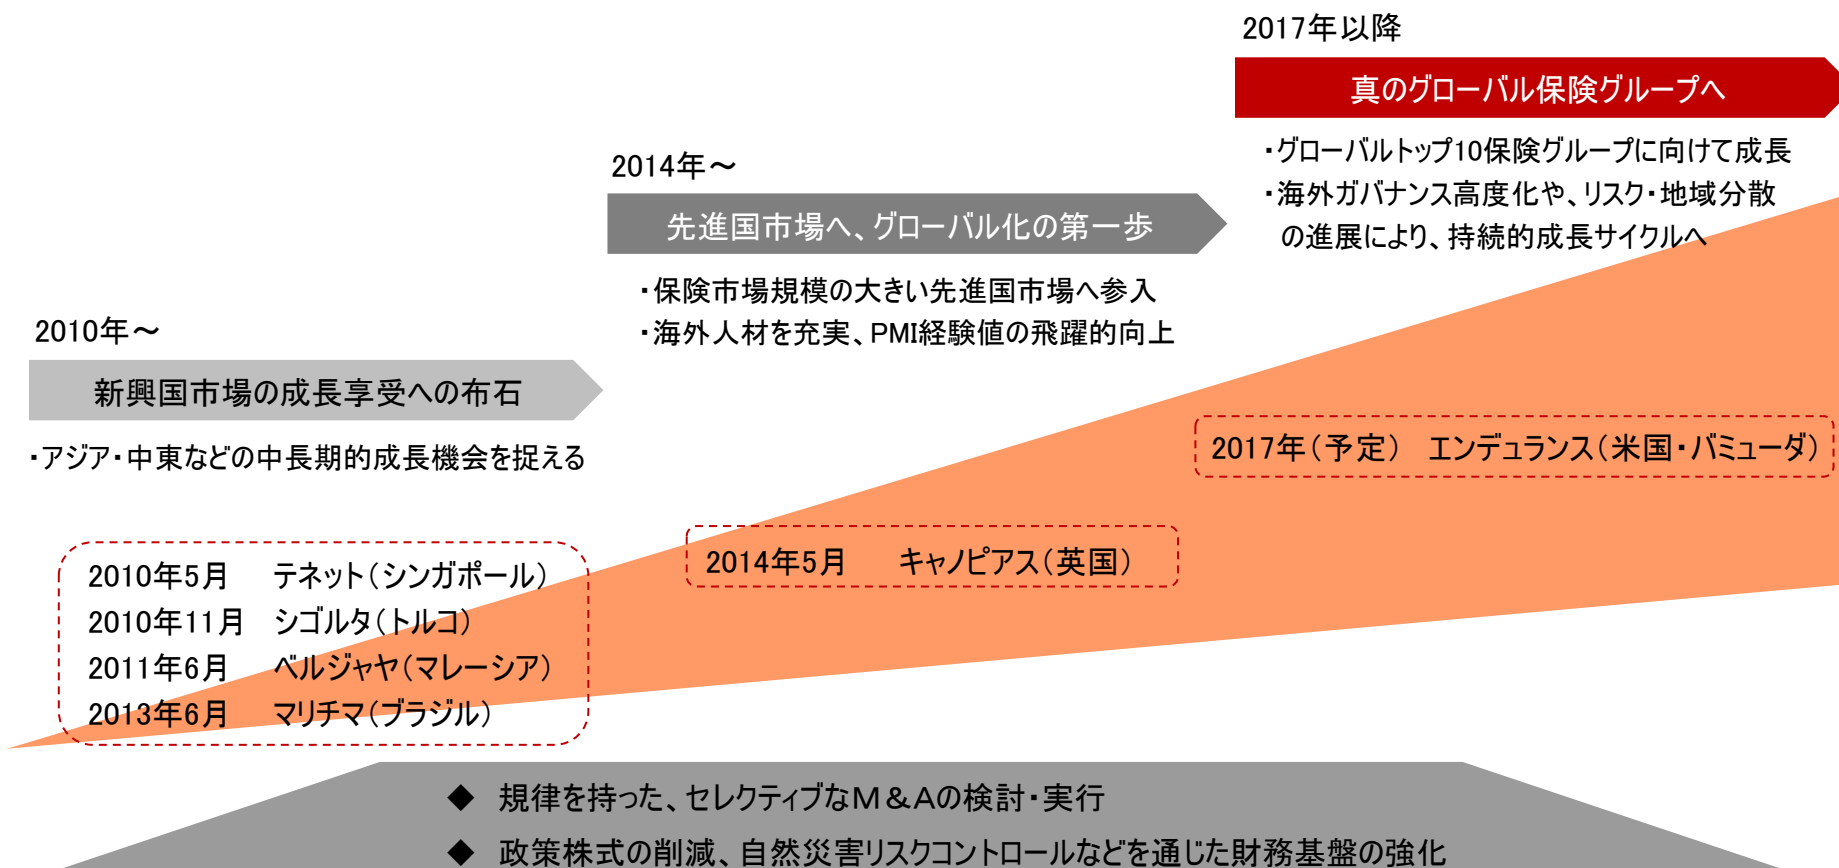 2017年以降
真のグローバル保険グループへ
・グローバルトップ10保険グループに向けて成長
・海外ガバナンス高度化や、リスク・地域分散
の進展により、持続的成長サイクルへ
2014年～
先進国市場へ、グローバル化の第一歩
・保険市場規模の大きい先進国市場へ参入
・海外人材を充実、PMI経験値の飛躍的向上
2010年～
新興国市場の成長享受への布石
・アジア・中東などの中長期的成長機会を捉える
2017年（予定）　エンデュランス（米国・バミューダ）
2014年5月　キャノピアス（英国）
2010年5月　テネット（シンガポール）
2010年11月　シゴルタ（トルコ）
2011年6月　ベルジャヤ（マレーシア）
2013年6月　マリチマ（ブラジル）
◆ 規律を持った、セレクティブなＭ＆Ａの検討・実行
◆ 政策株式の削減、自然災害リスクコントロールなどを通じた財務基盤の強化